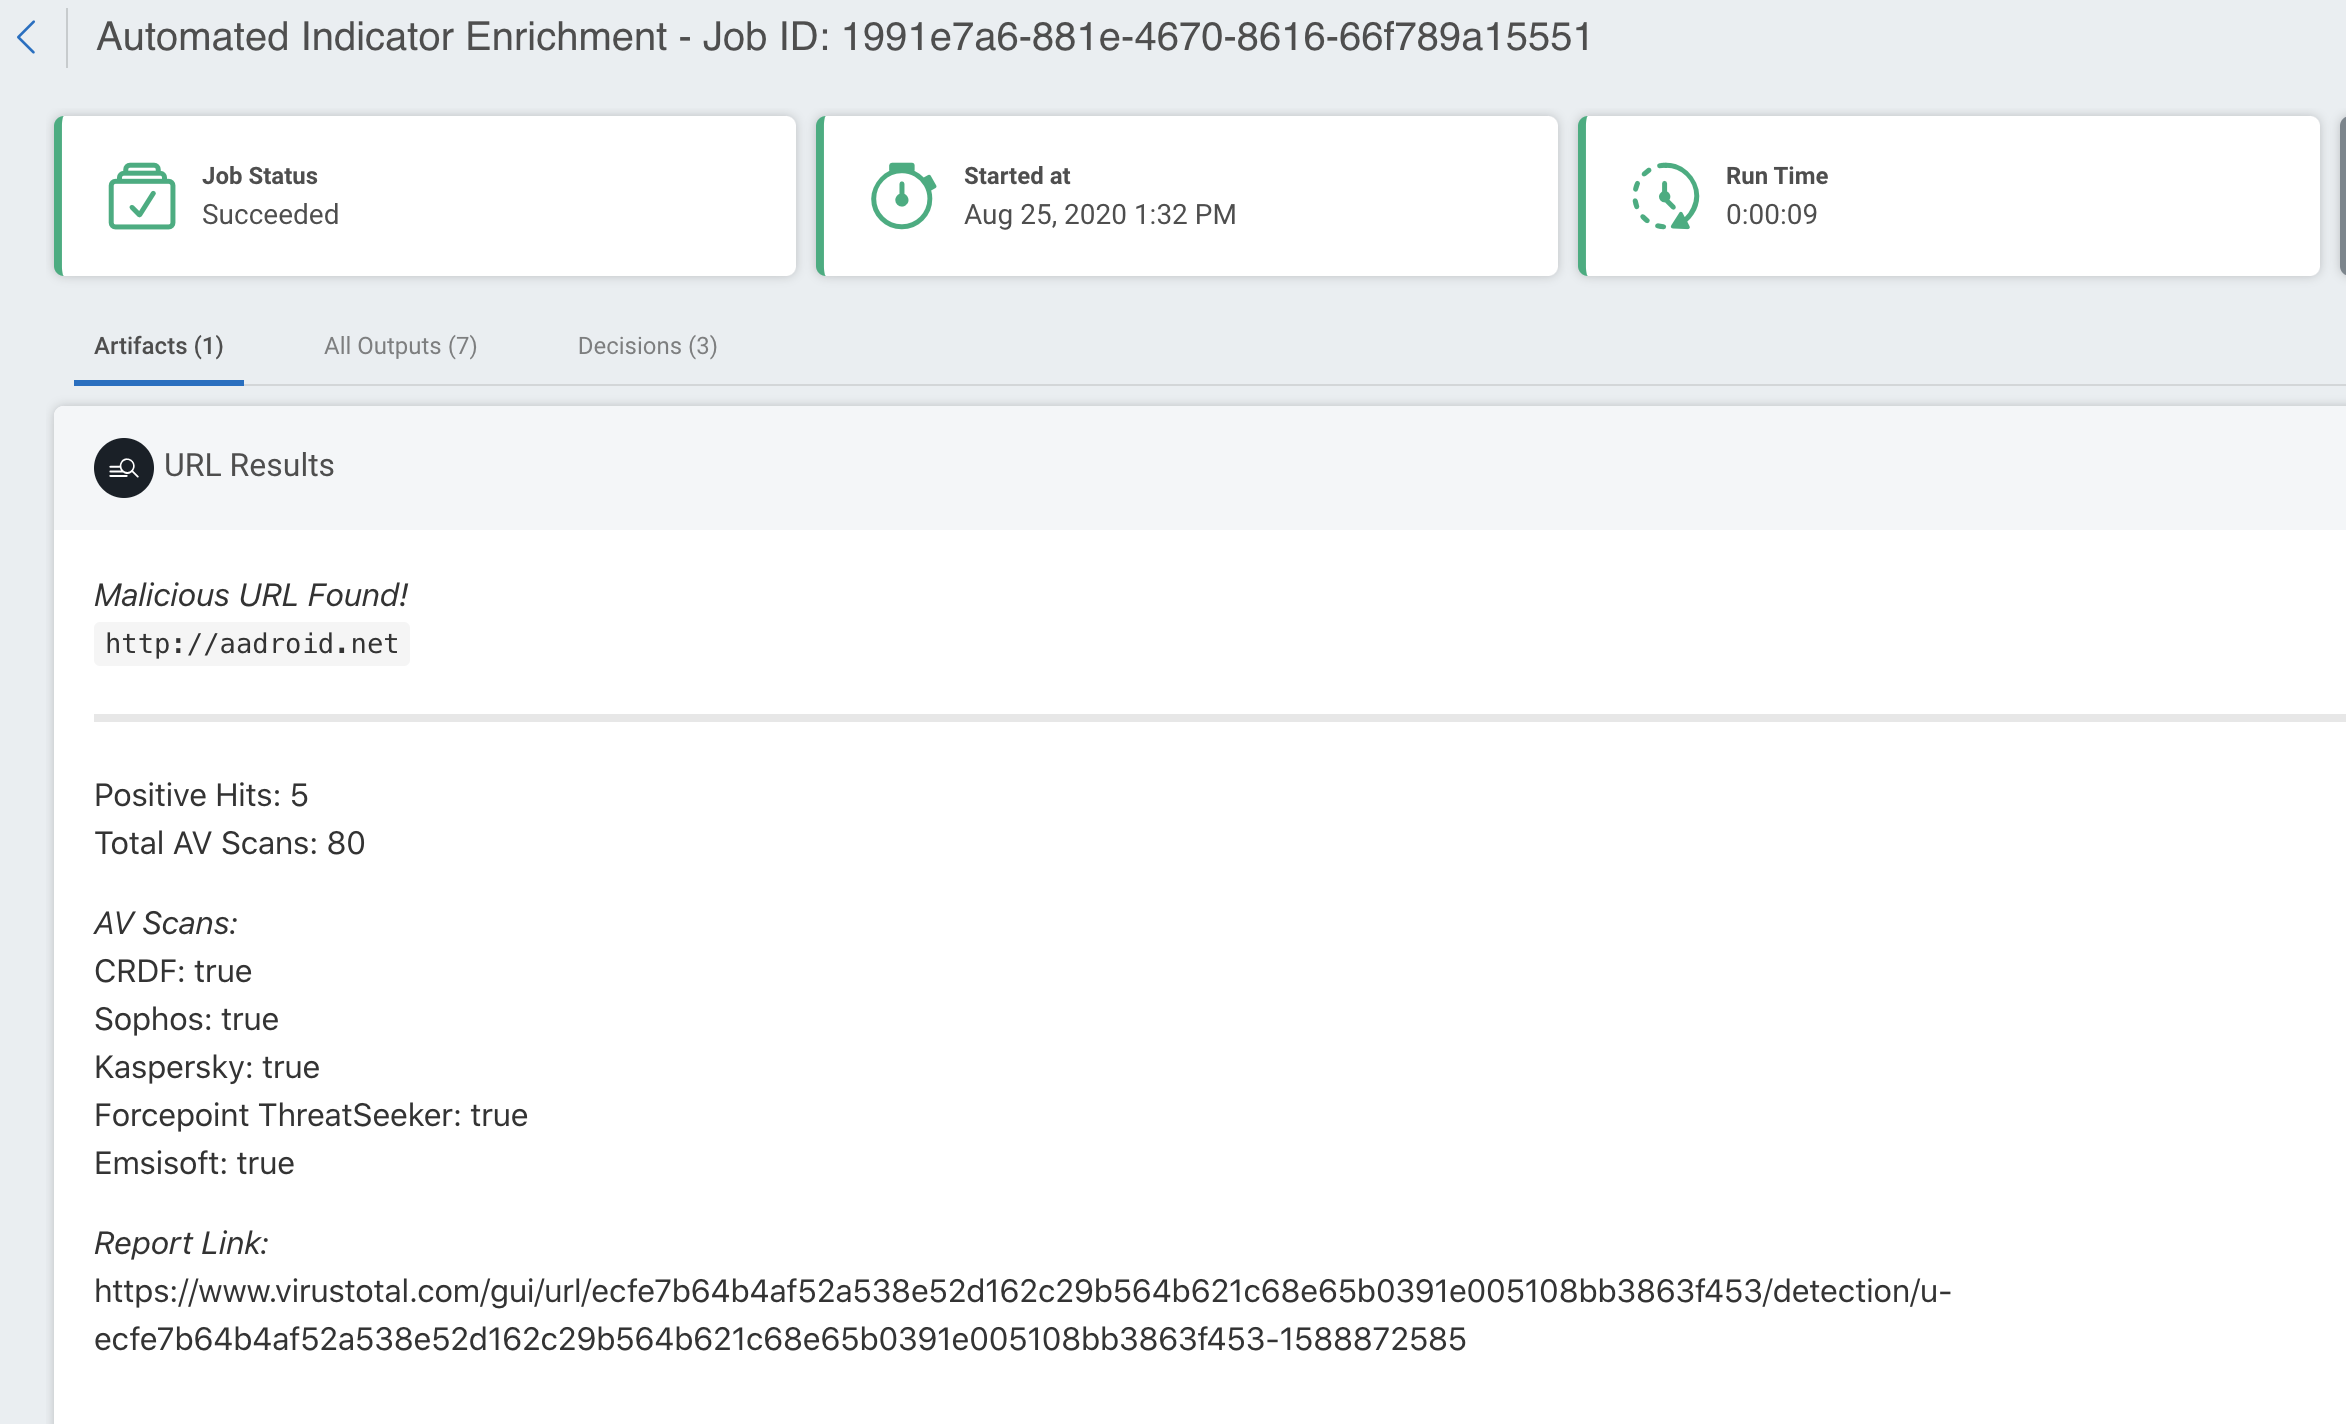 Automated Indicator Enrichment - Job ID: 1991e7a6-881e-4670-8616-66f789a15551
Job Status
Succeeded
Started at
Aug 25, 2020 1:32 PM
Run Time
0:00:09
Artifacts (1)
All Outputs (7)
Decisions (3)
URL Results
Malicious URL Found!
http://aadroid.net
Positive Hits: 5
Total AV Scans: 80
AV Scans:
CRDF: true
Sophos: true
Kaspersky: true
Forcepoint ThreatSeeker: true
Emsisoft: true
Report Link:
https://www.virustotal.com/gui/url/ecfe7b64b4af52a538e52d162c29b564b621c68e65b0391e005108bb3863f453/detection/u-
ecfe7b64b4af52a538e52d162c29b564b621c68e65b0391e005108bb3863f453-1588872585